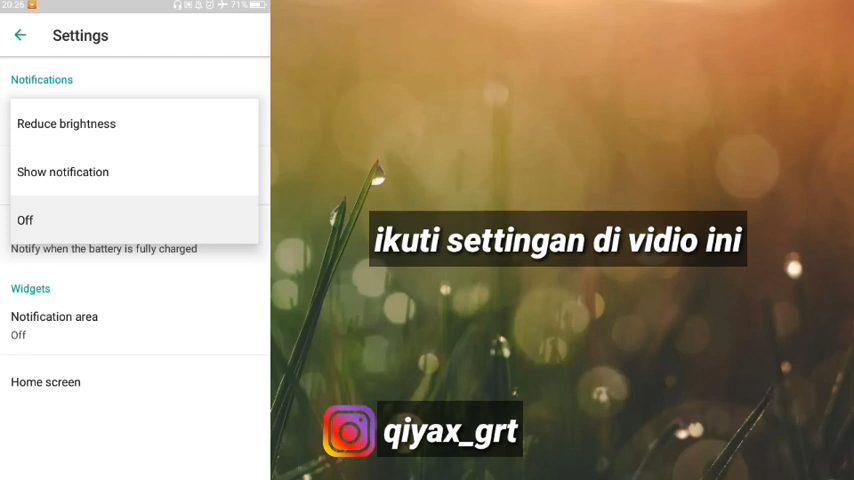 20:26
71%
Settings
Notifications
Reduce brightness
Show notification
Off
Notify when the battery is fully charged
Widgets
Notification area
Off
Home screen
ikuti settingan di vidio ini
qiyax_grt